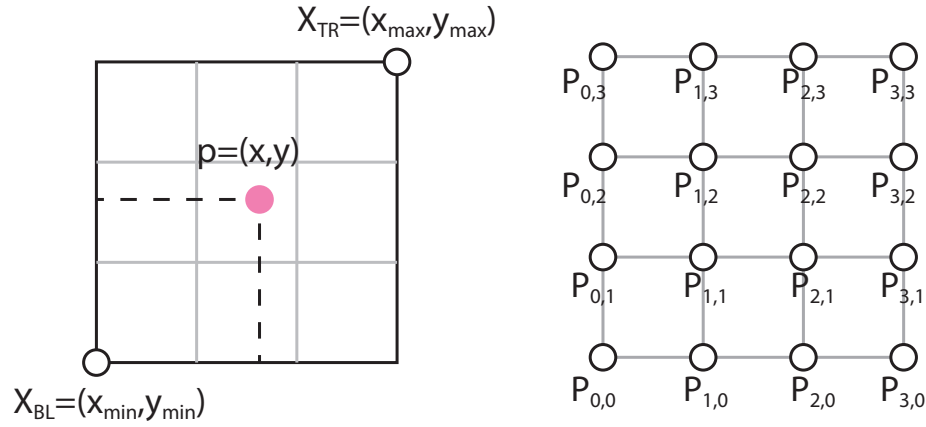 X_TR=(x_max,y_max)
p=(x,y)
X_BL=(x_min,y_min)
P_0,3 P_1,3 P_2,3 P_3,3
P_0,2 P_1,2 P_2,2 P_3,2
P_0,1 P_1,1 P_2,1 P_3,1
P_0,0 P_1,0 P_2,0 P_3,0